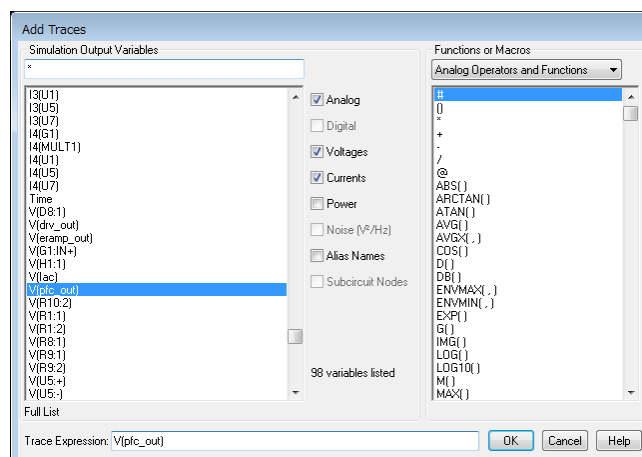 Add Traces
Simulation Output Variables
*
I3(U1)
I3(U5)
I3(U7)
I4(G1)
I4(MULT1)
I4(U1)
I4(U5)
I4(U7)
Time
V(D8:1)
V(drv_out)
V(eramp_out)
V(G1:IN+)
V(H1:1)
V(Iac)
V(pfc_out)
V(R10:2)
V(R1:1)
V(R1:2)
V(R8:1)
V(R9:1)
V(R9:2)
V(U5:+)
V(U5:-)
Full List
Analog
Digital
Voltages
Currents
Power
Noise (V²/Hz)
Alias Names
Subcircuit Nodes
98 variables listed
Functions or Macros
Analog Operators and Functions
#
()
*
+
-
/
@
ABS( )
ARCTAN( )
ATAN( )
AVG( )
AVGX( , )
COS( )
D( )
DB( )
ENVMAX( , )
ENVMIN( , )
EXP( )
G( )
IMG( )
LOG( )
LOG10( )
M( )
MAX( )
Trace Expression: V(pfc_out)
OK
Cancel
Help